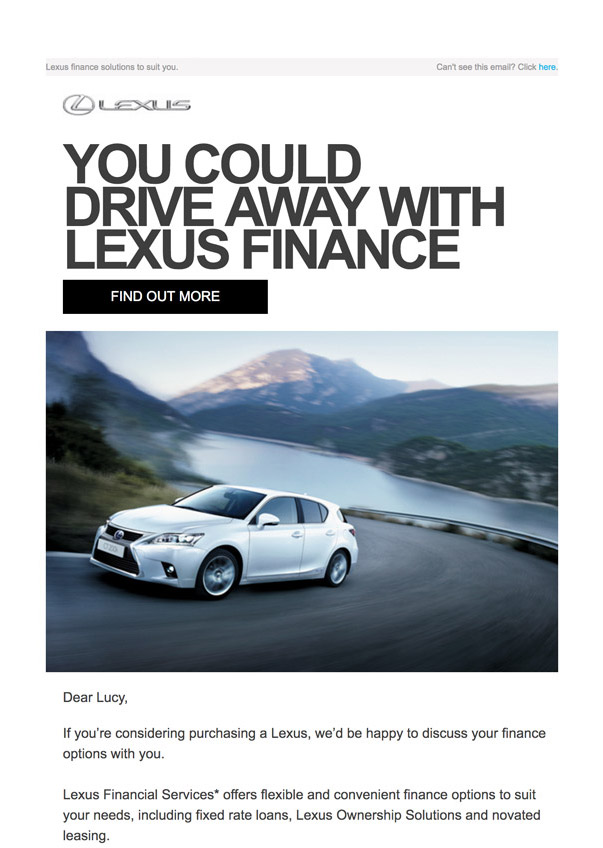 Lexus finance solutions to suit you.
Can't see this email? Click here.
LEXUS
YOU COULD
DRIVE AWAY WITH
LEXUS FINANCE
FIND OUT MORE
Dear Lucy,
If you’re considering purchasing a Lexus, we’d be happy to discuss your finance
options with you.
Lexus Financial Services* offers flexible and convenient finance options to suit
your needs, including fixed rate loans, Lexus Ownership Solutions and novated
leasing.